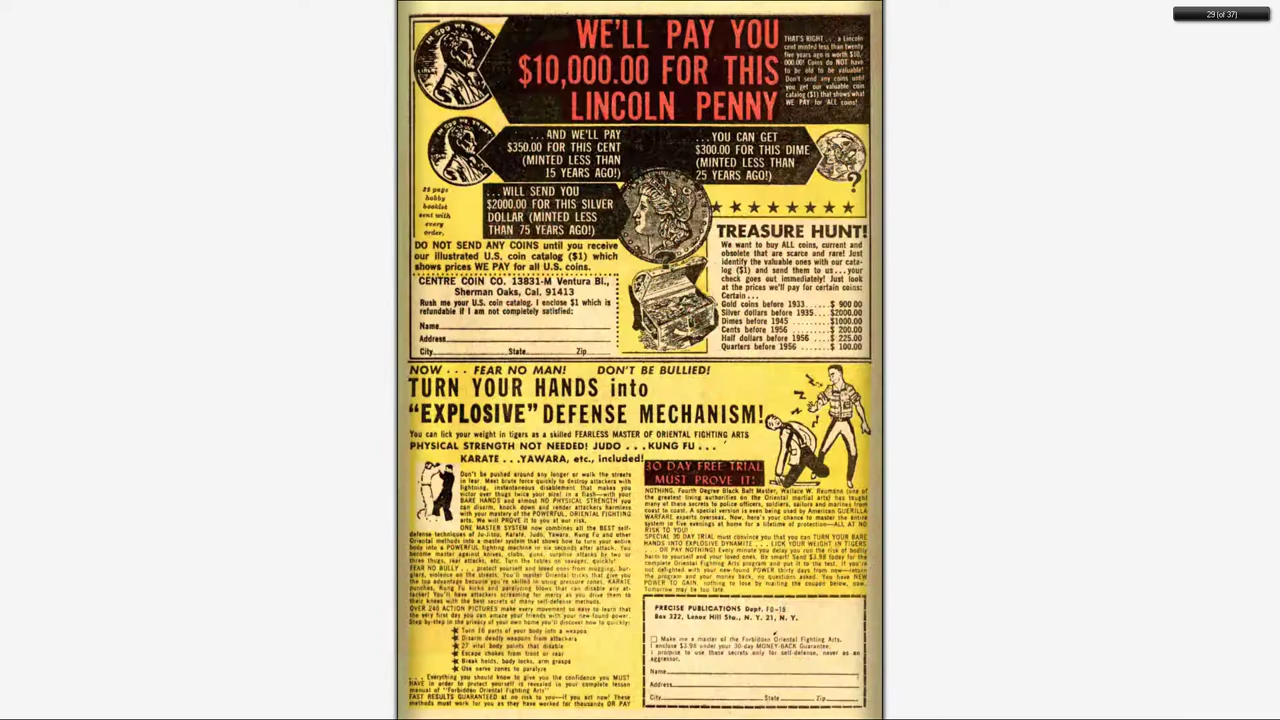 29 (of 37)
WE'LL PAY YOU
$10,000.00 FOR THIS
LINCOLN PENNY
THAT'S RIGHT . . . a Lincoln
cent minted less than twenty
five years ago is worth $10,
000.00! Coins do NOT have
to be old to be valuable!
Don't send any coins until
you get our valuable coin
catalog ($1) that shows what
WE PAY for ALL coins!
...AND WE'LL PAY
$350.00 FOR THIS CENT
(MINTED LESS THAN
15 YEARS AGO!)
...YOU CAN GET
$300.00 FOR THIS DIME
(MINTED LESS THAN
25 YEARS AGO!)
?
page
hobby
booklet
sent with
every
order.
...WILL SEND YOU
$2000.00 FOR THIS SILVER
DOLLAR (MINTED LESS
THAN 75 YEARS AGO!)
DO NOT SEND ANY COINS until you receive
our illustrated U.S. coin catalog ($1) which
shows prices WE PAY for all U.S. coins.
CENTRE COIN CO. 13831-M Ventura Bl.,
Sherman Oaks, Cal. 91413
Rush me your U.S. coin catalog. I enclose $1 which is
refundable if I am not completely satisfied:
Name
Address
City State Zip
TREASURE HUNT!
We want to buy ALL coins, current and
obsolete that are scarce and rare! Just
identify the valuable ones with our cata-
log ($1) and send them to us...your
check goes out immediately! Just look
at the prices we'll pay for certain coins:
Certain...
Gold coins before 1933......$ 900.00
Silver dollars before 1935...$2000.00
Dimes before 1945 ......$1000.00
Cents before 1956 ......$ 200.00
Half dollars before 1956 ....$ 225.00
Quarters before 1956 ....$ 100.00
NOW . . . FEAR NO MAN! DON'T BE BULLIED!
TURN YOUR HANDS into
"EXPLOSIVE" DEFENSE MECHANISM!
You can lick your weight in tigers as a skilled FEARLESS MASTER OF ORIENTAL FIGHTING ARTS
PHYSICAL STRENGTH NOT NEEDED! JUDO . . . KUNG FU . . .
KARATE . . .YAWARA, etc., included!
Don't be pushed around any longer or walk the streets
in fear. Meet brute force quickly to destroy attackers with
lightning, instantaneous disablement that makes you
victor over thugs twice your size! In a flash—with your
BARE HANDS and almost NO PHYSICAL STRENGTH you
can disarm, knock down and render attackers harmless
with your mastery of the POWERFUL, ORIENTAL FIGHTING
arts. We will PROVE it to you at our risk.
ONE MASTER SYSTEM now combines all the BEST self-
defense techniques of Ju-Jitsu, Karate, Judo, Yawara, Kung Fu and other
Oriental methods into a master system that shows how to turn your entire
body into a POWERFUL fighting machine in six seconds after attack. You
become master against knives, clubs, guns, surprise attacks by two or
three thugs, rear attacks, etc. Turn the tables on savages, quickly!
FEAR NO BULLY . . . protect yourself and loved ones from mugging, bur-
glars, violence on the streets. You'll master Oriental tricks that give you
the top advantage because you're skilled in using pressure zones, KARATE
punches, Kung Fu kicks and paralyzing blows that can disable any at-
tacker! You'll have attackers screaming for mercy as you drive them to
their knees with the best secrets of many self-defense methods.
OVER 240 ACTION PICTURES make every movement so easy to learn that
the very first day you can amaze your friends with your new-found power.
Step-by-step in the privacy of your own home you'll discover how to quickly:
Turn 16 parts of your body into a weapon
Disarm deadly weapons from attackers
27 vital body points that disable
Escape chokes from front or rear
Break holds, body locks, arm grasps
Use nerve zones to paralyze
. . . Everything you should know to give you the confidence you MUST
HAVE in order to protect yourself is revealed in your complete lesson
manual of "Forbidden Oriental Fighting Arts"
FAST RESULTS GUARANTEED at no risk to you—if you act now! These
methods must work for you as they have worked for thousands OR PAY
30 DAY FREE TRIAL
MUST PROVE IT!
NOTHING. Fourth Degree Black Belt Master, Wallace W. Reumann (one of
the greatest living authorities on the Oriental martial arts) has taught
many of these secrets to police officers, soldiers, sailors and marines from
coast to coast. A special version is even being used by American GUERILLA
WARFARE experts overseas. Now, here's your chance to master the entire
system in five evenings at home for a lifetime of protection—ALL AT NO
RISK TO YOU!
SPECIAL 30 DAY TRIAL must convince you that you can TURN YOUR BARE
HANDS INTO EXPLOSIVE DYNAMITE . . . LICK YOUR WEIGHT IN TIGERS
. . . OR PAY NOTHING! Every minute you delay you run the risk of bodily
harm to yourself and your loved ones. Be smart! Send $3.98 today for the
complete Oriental Fighting Arts program and put it to the test. If you're
not delighted with your new-found POWER thirty days from now—return
the program and your money back, no questions asked. You have NEW
POWER TO GAIN, nothing to lose by mailing the coupon below, now.
Tomorrow may be too late.
PRECISE PUBLICATIONS Dept. FO-18
Box 322, Lenox Hill Sta., N. Y. 21, N. Y.
Make me a master of the Forbidden Oriental Fighting Arts.
I enclose $3.98 under your 30-day MONEY-BACK Guarantee.
I promise to use these secrets only for self-defense, never as an
aggressor.
Name
Address
City State Zip